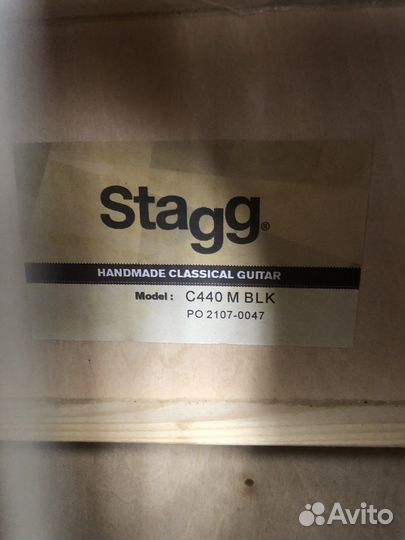 Stagg®
HANDMADE CLASSICAL GUITAR
Model : C440 M BLK
PO 2107-0047
Avito